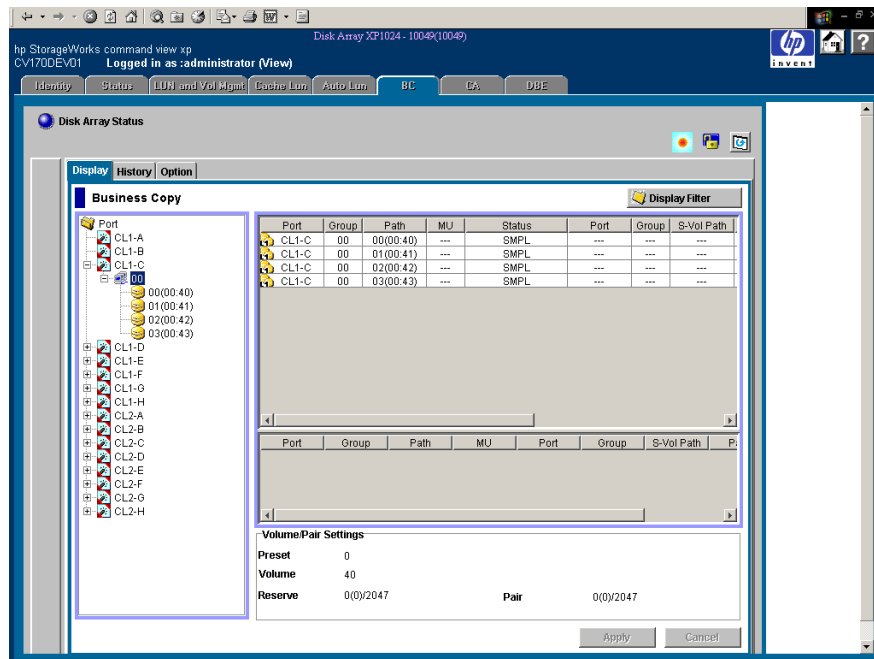 Disk Array XP1024 - 10049(10049)
hp StorageWorks command view xp
CV170DEV01 Logged in as :administrator (View)
hp
invent
?
Identity Status LUN and Vol Mgmt Cache Lun Auto Lun BC CA DBE
Disk Array Status
Display History Option
Business Copy
Display Filter
Port
CL1-A
CL1-B
CL1-C
00
00(00:40)
01(00:41)
02(00:42)
03(00:43)
CL1-D
CL1-E
CL1-F
CL1-G
CL1-H
CL2-A
CL2-B
CL2-C
CL2-D
CL2-E
CL2-F
CL2-G
CL2-H
Port Group Path MU Status Port Group S-Vol Path
CL1-C 00 00(00:40) --- SMPL --- --- ---
CL1-C 00 01(00:41) --- SMPL --- --- ---
CL1-C 00 02(00:42) --- SMPL --- --- ---
CL1-C 00 03(00:43) --- SMPL --- --- ---
Port Group Path MU Port Group S-Vol Path
Volume/Pair Settings
Preset 0
Volume 40
Reserve 0(0)/2047 Pair 0(0)/2047
Apply Cancel